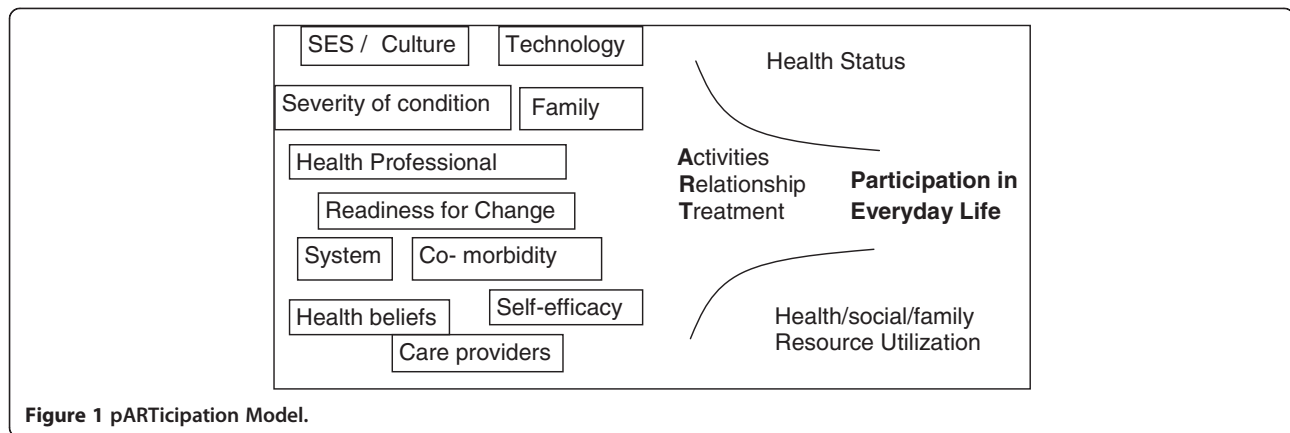 SES / Culture
Technology
Health Status
Severity of condition
Family
Health Professional
Activities
Relationship
Treatment
Participation in
Everyday Life
Readiness for Change
System
Co- morbidity
Health beliefs
Self-efficacy
Care providers
Health/social/family
Resource Utilization
Figure 1 pARTicipation Model.